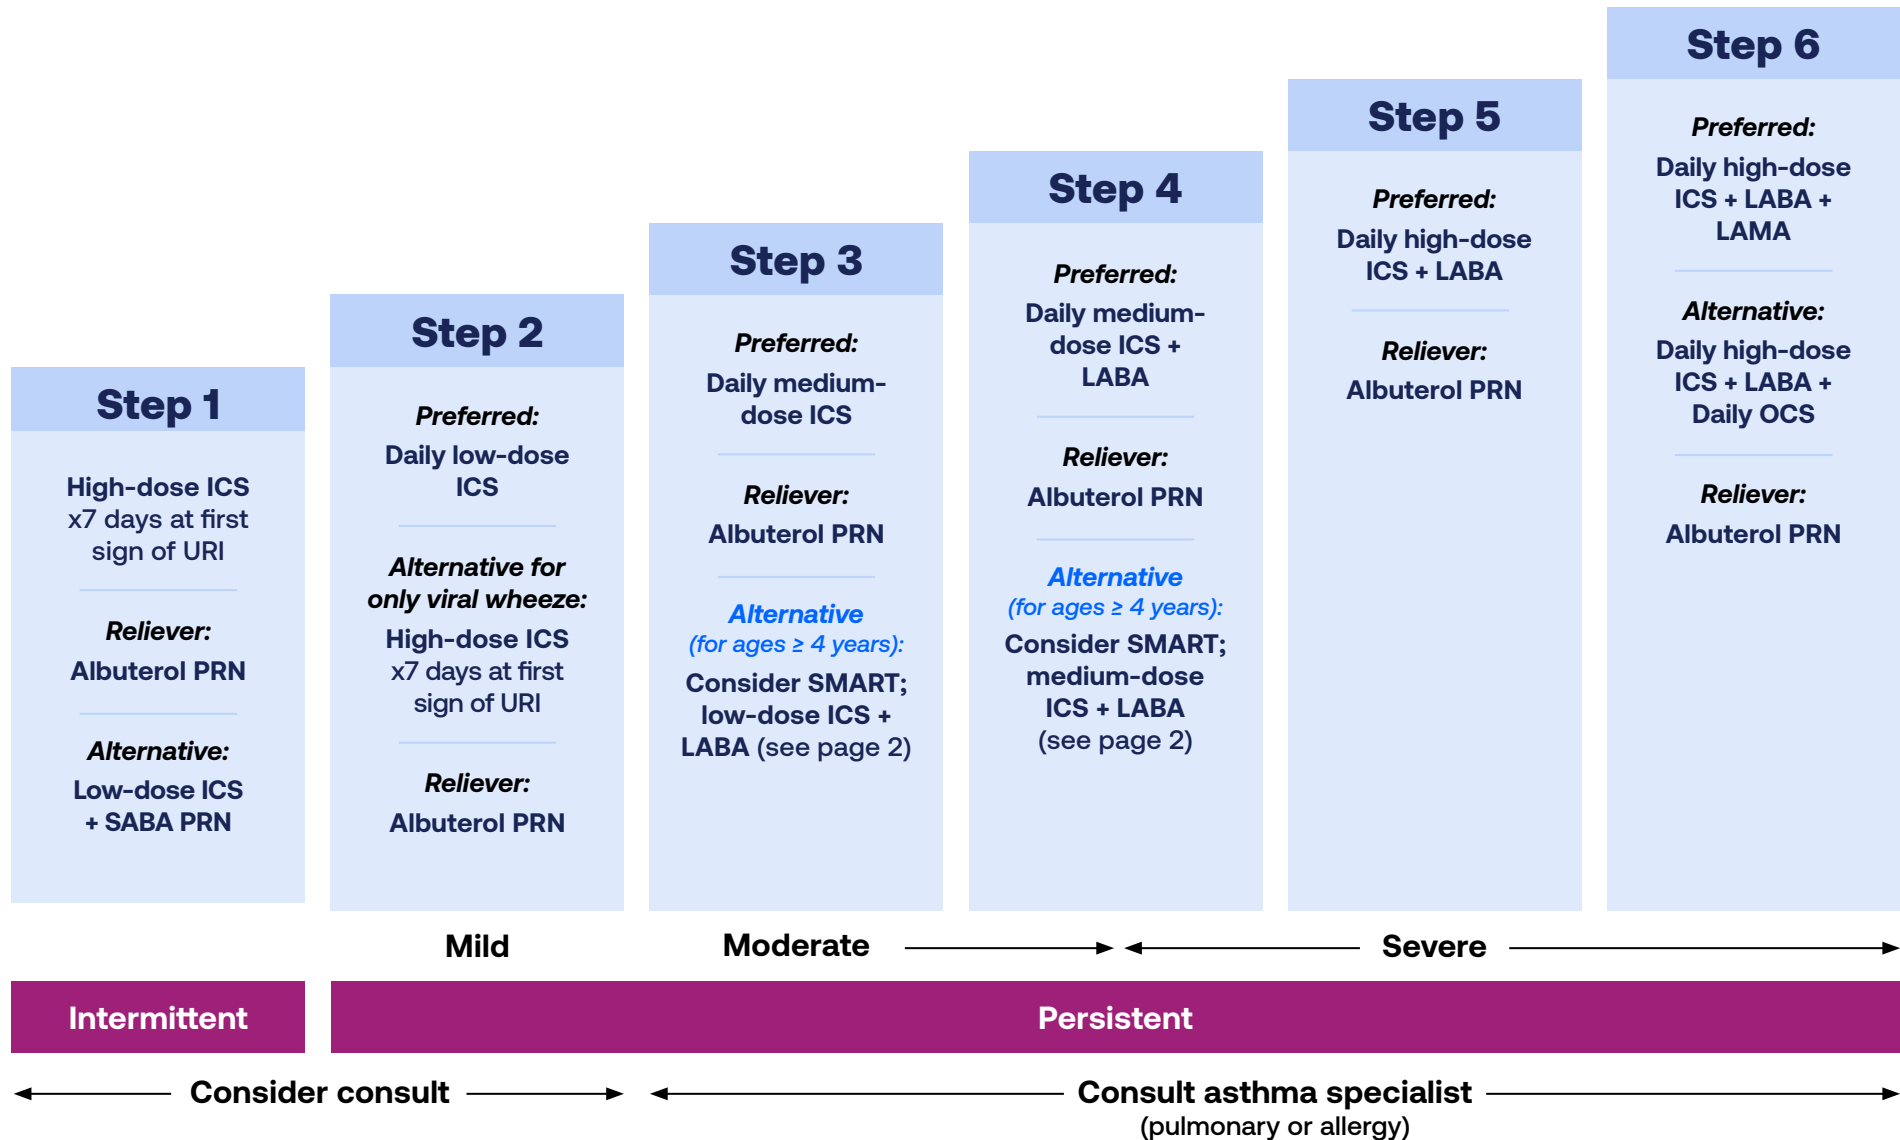 Step 1
High-dose ICS
x7 days at first
sign of URI
Reliever:
Albuterol PRN
Alternative:
Low-dose ICS
+ SABA PRN
Step 2
Preferred:
Daily low-dose
ICS
Alternative for
only viral wheeze:
High-dose ICS
x7 days at first
sign of URI
Reliever:
Albuterol PRN
Step 3
Preferred:
Daily medium-
dose ICS
Reliever:
Albuterol PRN
Alternative
(for ages ≥ 4 years):
Consider SMART;
low-dose ICS +
LABA (see page 2)
Step 4
Preferred:
Daily medium-
dose ICS +
LABA
Reliever:
Albuterol PRN
Alternative
(for ages ≥ 4 years):
Consider SMART;
medium-dose
ICS + LABA
(see page 2)
Step 5
Preferred:
Daily high-dose
ICS + LABA
Reliever:
Albuterol PRN
Step 6
Preferred:
Daily high-dose
ICS + LABA +
LAMA
Alternative:
Daily high-dose
ICS + LABA +
Daily OCS
Reliever:
Albuterol PRN
Mild
Moderate
Severe
Intermittent
Persistent
Consider consult
Consult asthma specialist
(pulmonary or allergy)